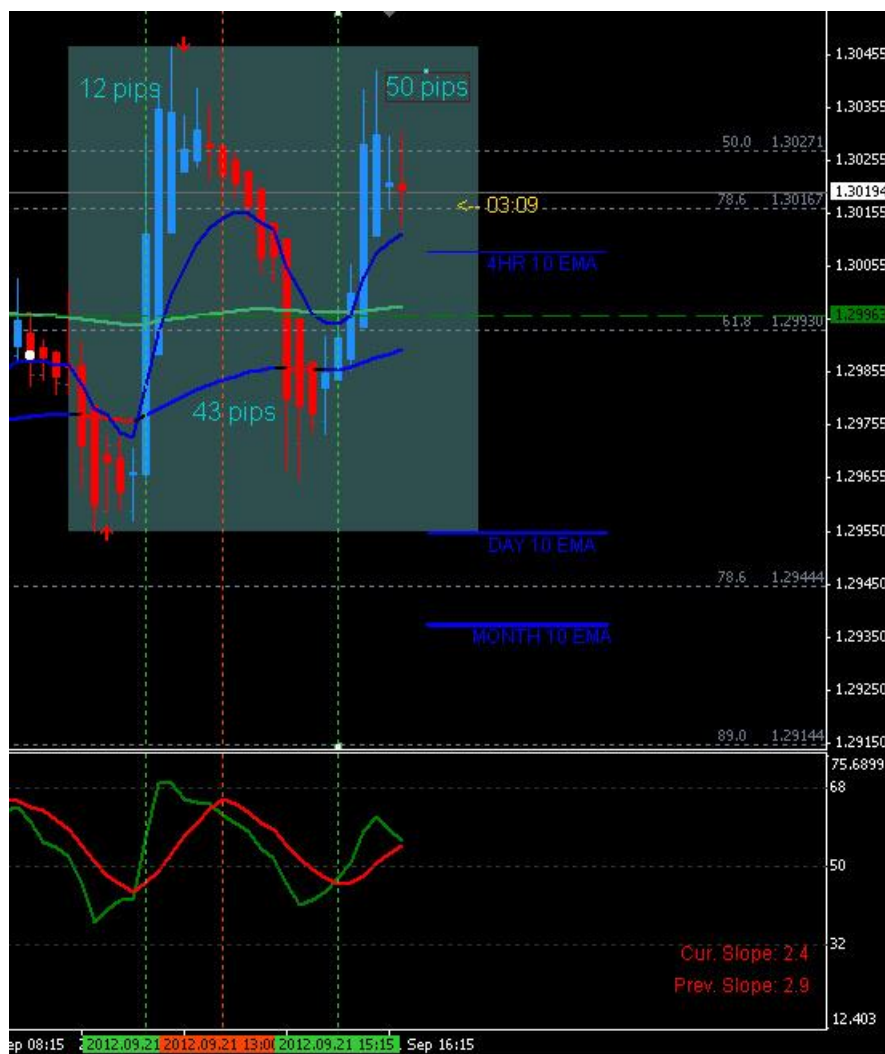 1.30455
12 pips
50 pips
1.30355
50.0 1.30271
1.30255
1.30194
78.6 1.30167
<-- 03:09
1.30155
4HR 10 EMA
1.30055
1.29963
61.8 1.29930
1.29855
43 pips
1.29755
1.29655
1.29550
DAY 10 EMA
78.6 1.29444
1.29450
MONTH 10 EMA
1.29350
1.29250
89.0 1.29144
1.29150
75.6899
68
50
32
Cur. Slope: 2.4
Prev. Slope: 2.9
12.403
ep 08:15 2012.09.21 2012.09.21 13:00 2012.09.21 15:15 Sep 16:15